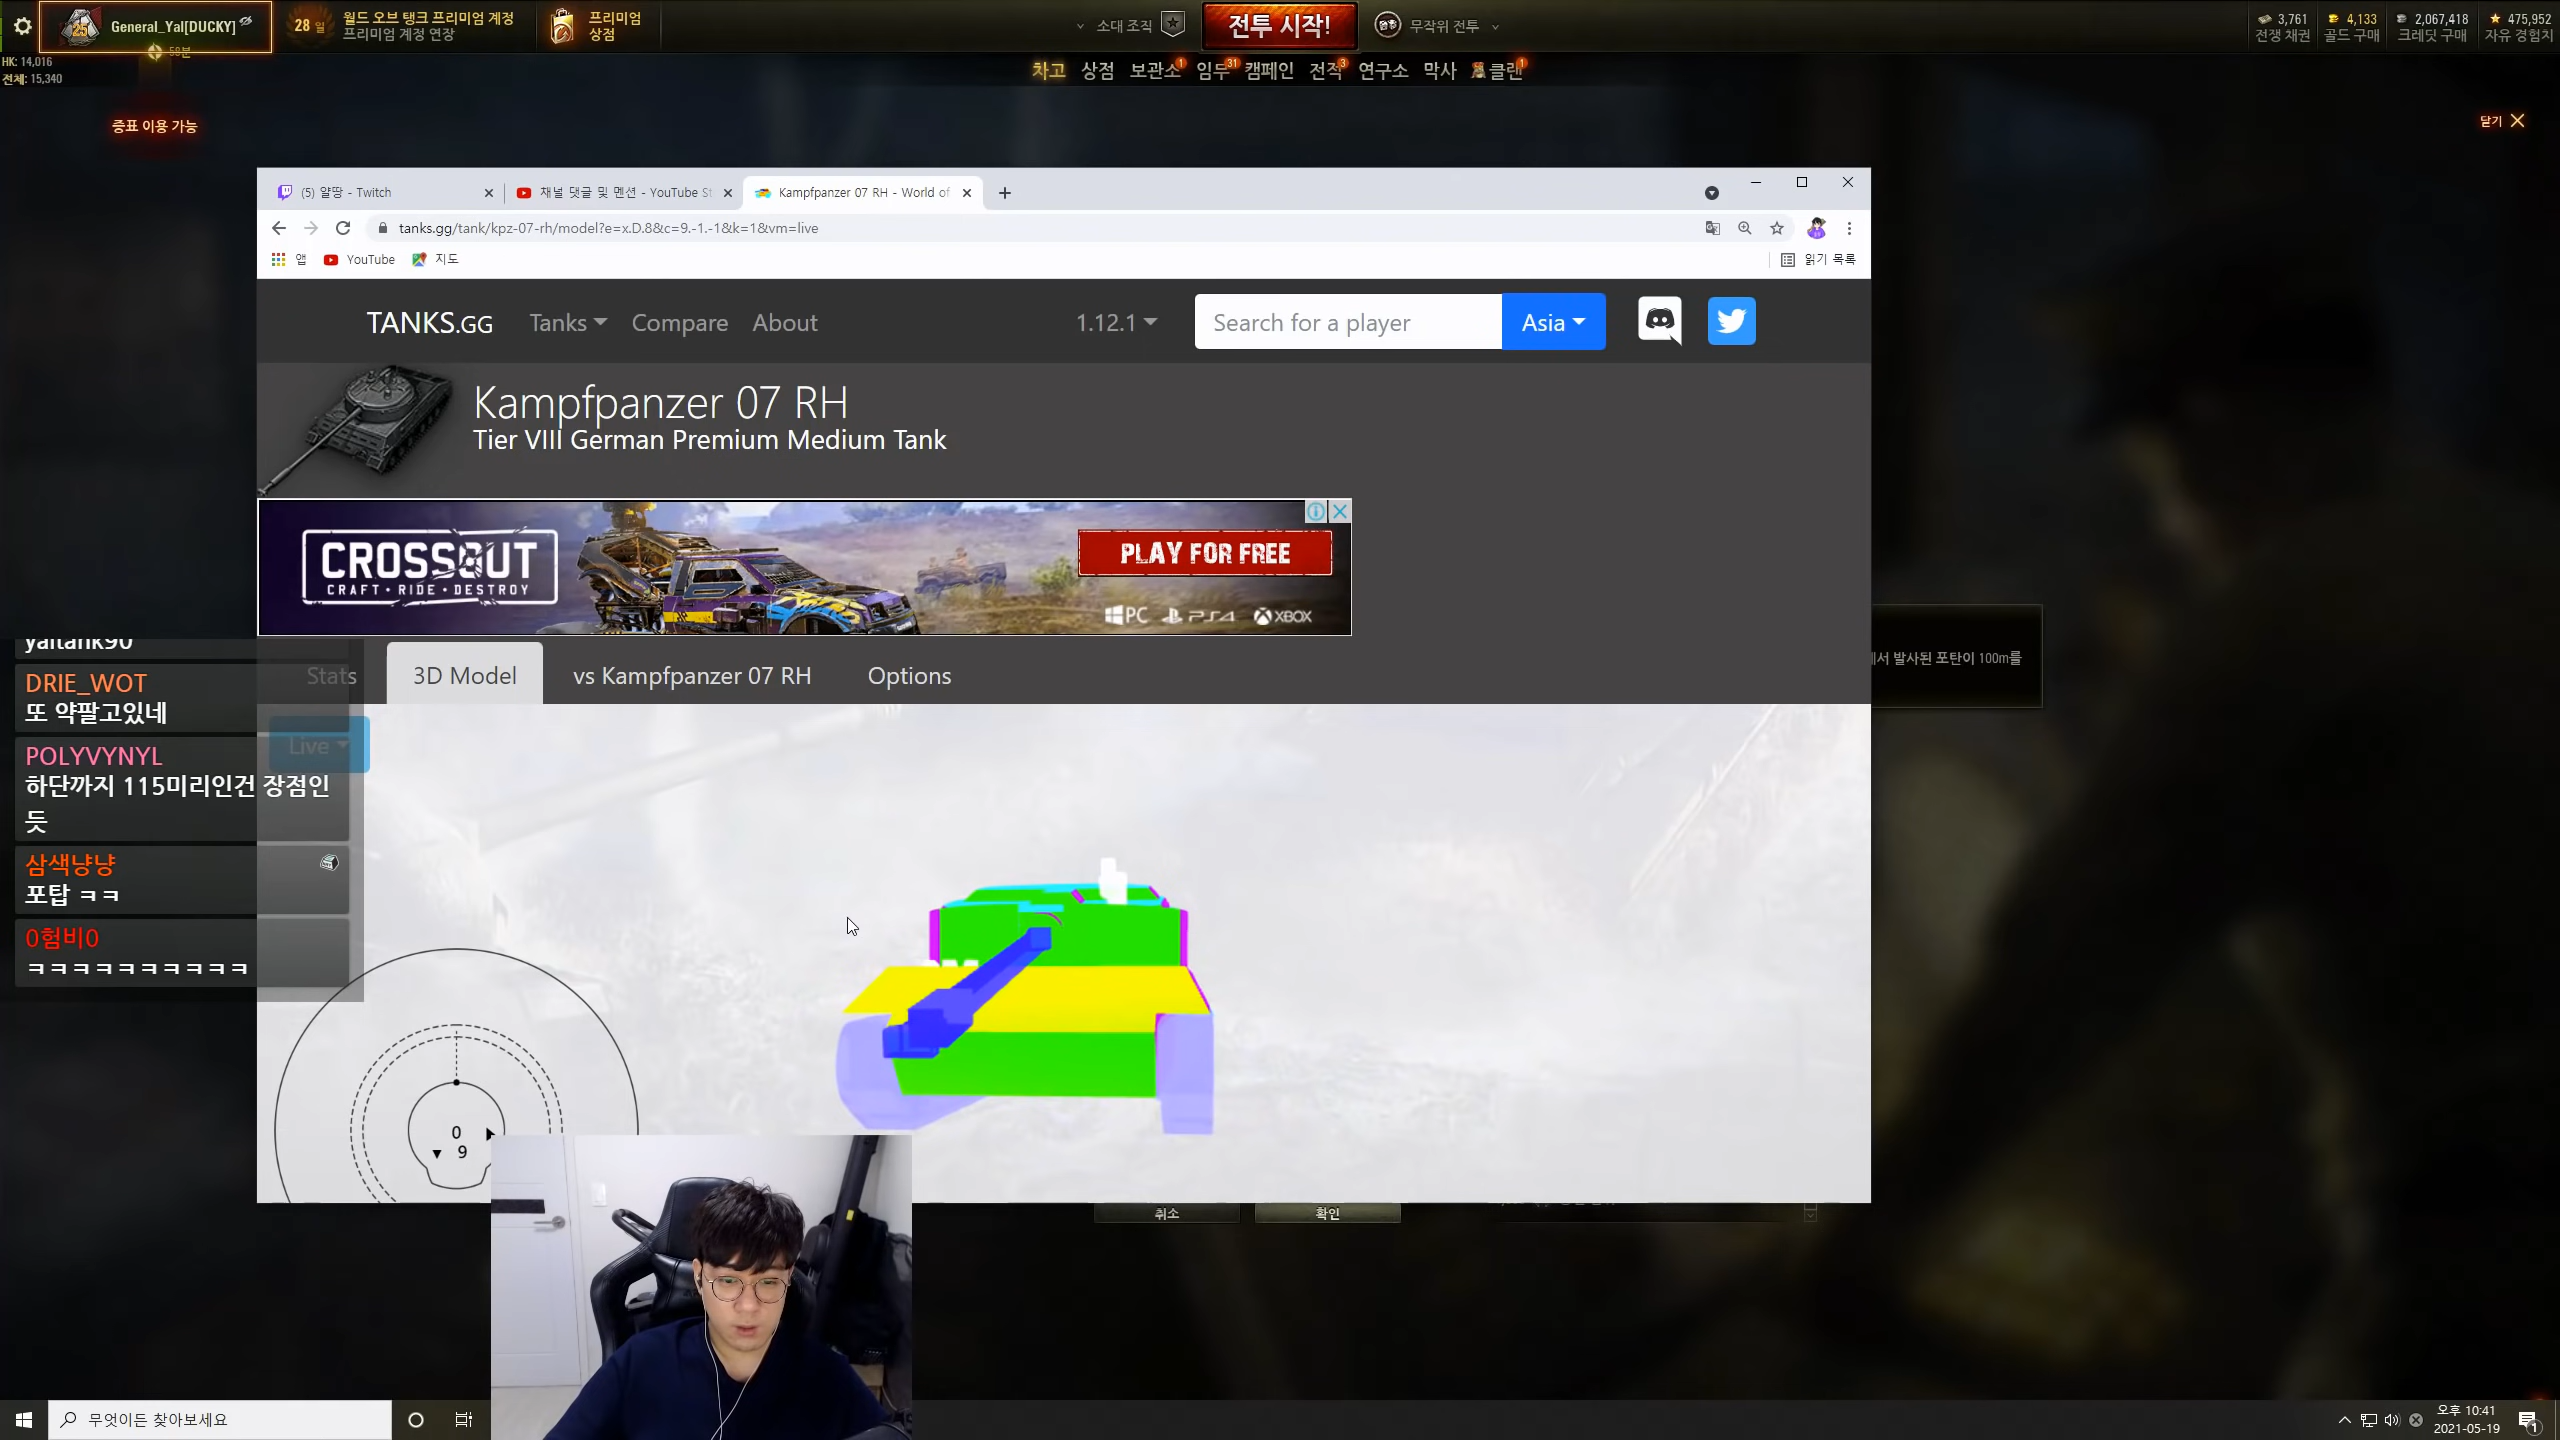 General_Yal[DUCKY]
28 일
월드 오브 탱크 프리미엄 계정
프리미엄 계정 연장
프리미엄
상점
소대 조직
전투 시작!
무작위 전투
3,761
전쟁 채권
4,133
골드 구매
2,067,418
크레딧 구매
475,952
자유 경험치
HK: 14,016
전체: 15,340
차고 상점 보관소 1 임무 31 캠페인 전적 3 연구소 막사 클랜 1
증표 이용 가능
닫기
(5) 얄땅 - Twitch
채널 댓글 및 멘션 - YouTube St
Kampfpanzer 07 RH - World of
tanks.gg/tank/kpz-07-rh/model?e=x.D.8&c=9.-1.-1&k=1&vm=live
앱
YouTube
지도
읽기 목록
TANKS.GG
Tanks
Compare
About
1.12.1
Search for a player
Asia
Kampfpanzer 07 RH
Tier VIII German Premium Medium Tank
CROSSOUT
CRAFT • RIDE • DESTROY
PLAY FOR FREE
PC PS4 XBOX
Stats
3D Model
vs Kampfpanzer 07 RH
Options
Live
yaltank90
DRIE_WOT
또 약팔고있네
POLYVYNYL
하단까지 115미리인건 장점인
듯
삼색냥냥
포탑 ㅋㅋ
0험비0
ㅋㅋㅋㅋㅋㅋㅋㅋㅋㅋ
서 발사된 포탄이 100m를
0
9
취소
확인
무엇이든 찾아보세요
오후 10:41
2021-05-19
1